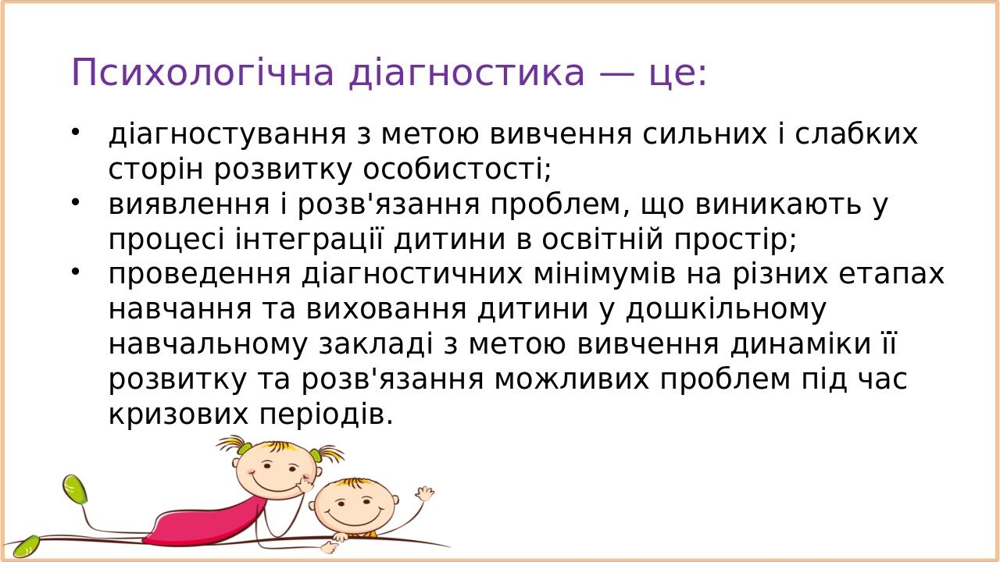 Психологічна діагностика — це:
• діагностування з метою вивчення сильних і слабких
сторін розвитку особистості;
• виявлення і розв'язання проблем, що виникають у
процесі інтеграції дитини в освітній простір;
• проведення діагностичних мінімумів на різних етапах
навчання та виховання дитини у дошкільному
навчальному закладі з метою вивчення динаміки її
розвитку та розв'язання можливих проблем під час
кризових періодів.